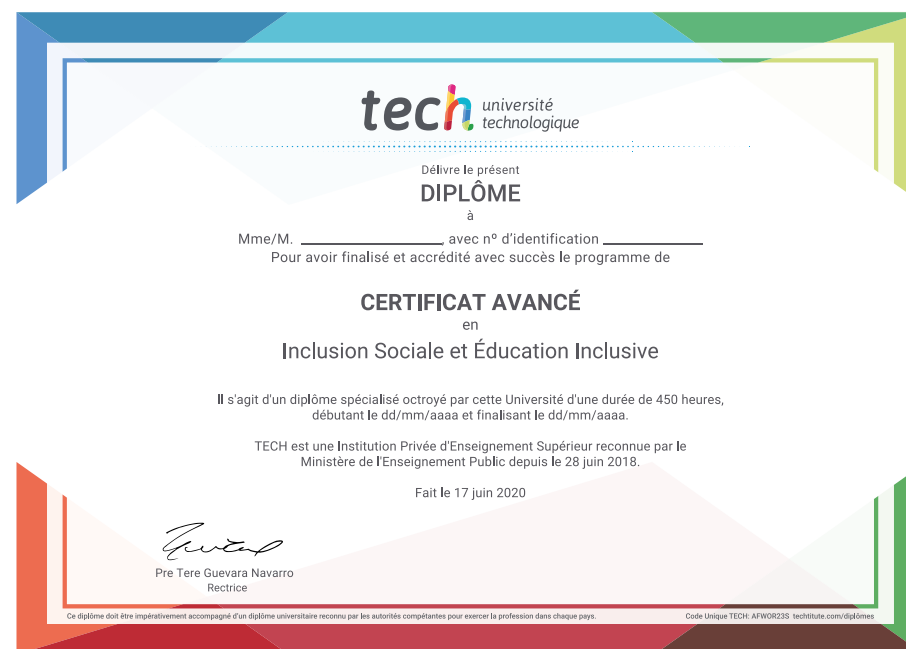 tech université
technologique
Délivre le présent
DIPLÔME
à
Mme/M. ____________________, avec nº d'identification ______________
Pour avoir finalisé et accrédité avec succès le programme de
CERTIFICAT AVANCÉ
en
Inclusion Sociale et Éducation Inclusive
Il s'agit d'un diplôme spécialisé octroyé par cette Université d'une durée de 450 heures,
débutant le dd/mm/aaaa et finalisant le dd/mm/aaaa.
TECH est une Institution Privée d'Enseignement Supérieur reconnue par le
Ministère de l'Enseignement Public depuis le 28 juin 2018.
Fait le 17 juin 2020
Pre Tere Guevara Navarro
Rectrice
Ce diplôme doit être impérativement accompagné d'un diplôme universitaire reconnu par les autorités compétentes pour exercer la profession dans chaque pays.
Code Unique TECH: AFWOR23S techtitute.com/diplômes